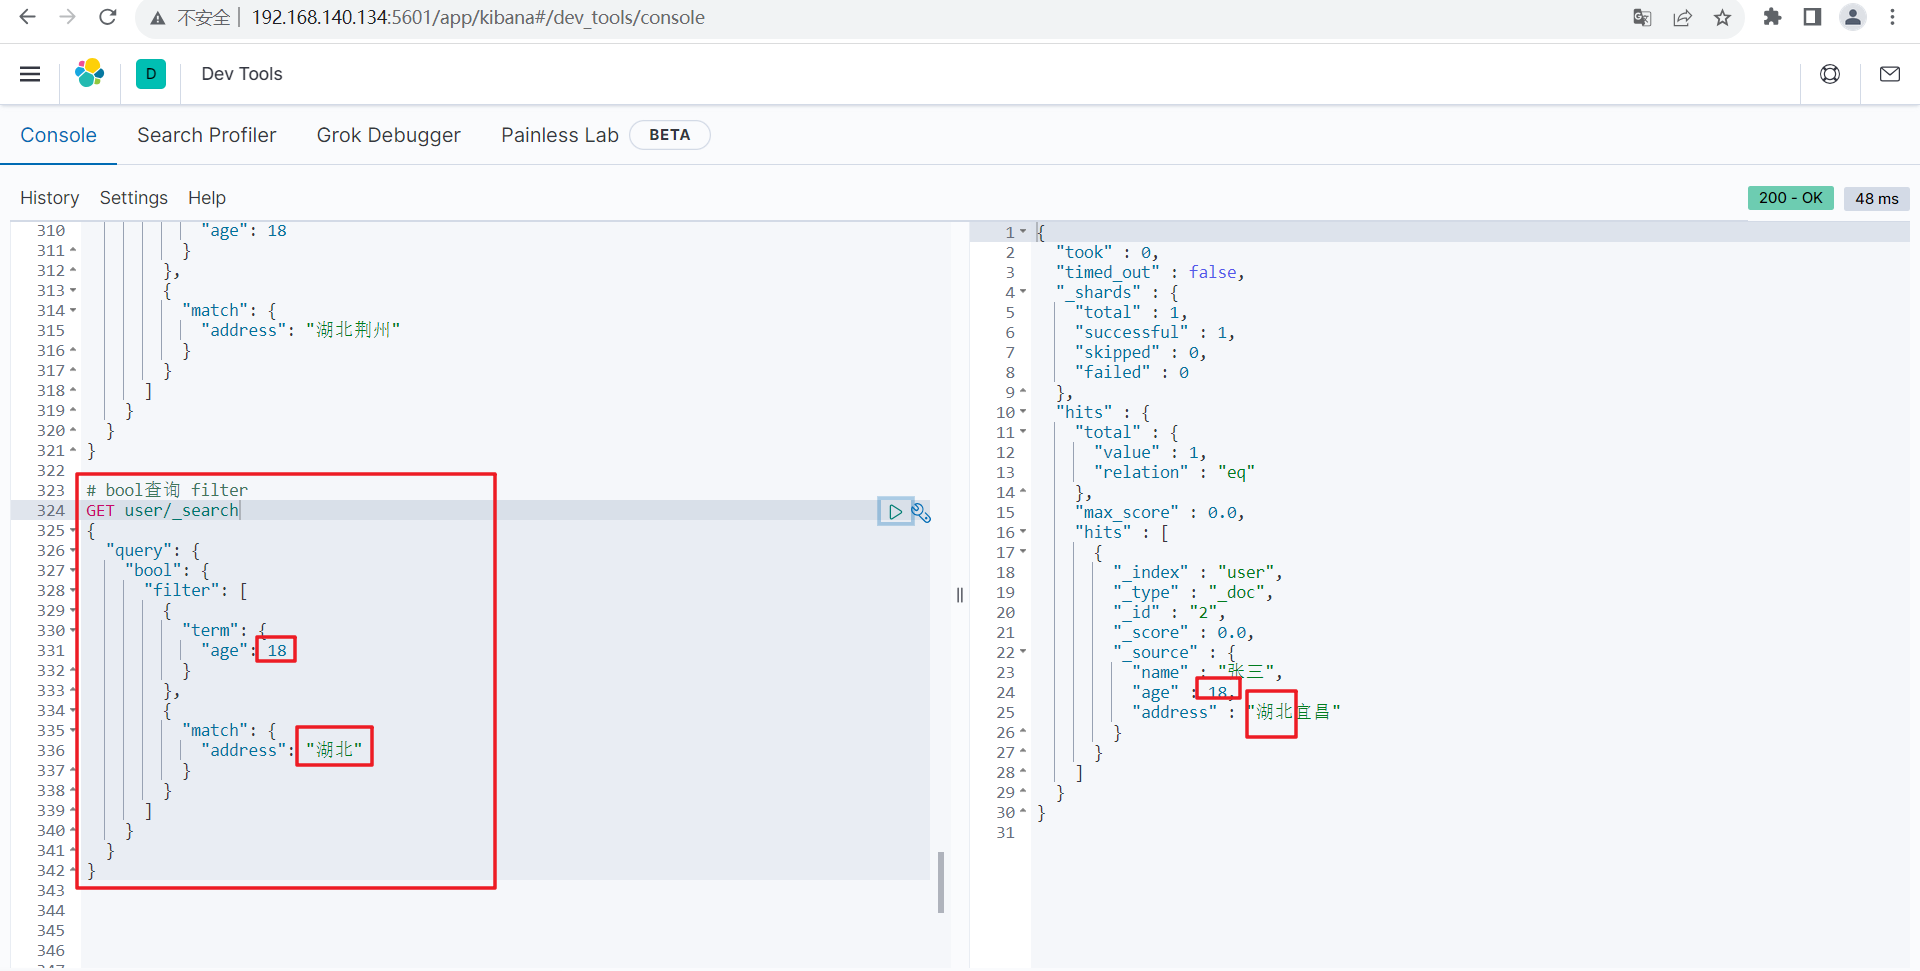 不安全 | 192.168.140.134:5601/app/kibana#/dev_tools/console
D Dev Tools
Console Search Profiler Grok Debugger Painless Lab BETA
History Settings Help
200 - OK 48 ms
310 "age": 18
311 }
312 },
313 {
314 "match": {
315 "address": "湖北荆州"
316 }
317 }
318 ]
319 }
320 }
321 }
322
323 # bool查询 filter
324 GET user/_search
325 {
326 "query": {
327 "bool": {
328 "filter": [
329 {
330 "term": {
331 "age": 18
332 }
333 },
334 {
335 "match": {
336 "address": "湖北"
337 }
338 }
339 ]
340 }
341 }
342 }
343
344
345
346
347
1 {
2 "took" : 0,
3 "timed_out" : false,
4 "_shards" : {
5 "total" : 1,
6 "successful" : 1,
7 "skipped" : 0,
8 "failed" : 0
9 },
10 "hits" : {
11 "total" : {
12 "value" : 1,
13 "relation" : "eq"
14 },
15 "max_score" : 0.0,
16 "hits" : [
17 {
18 "_index" : "user",
19 "_type" : "_doc",
20 "_id" : "2",
21 "_score" : 0.0,
22 "_source" : {
23 "name" : "张三",
24 "age" : 18,
25 "address" : "湖北宜昌"
26 }
27 }
28 ]
29 }
30 }
31